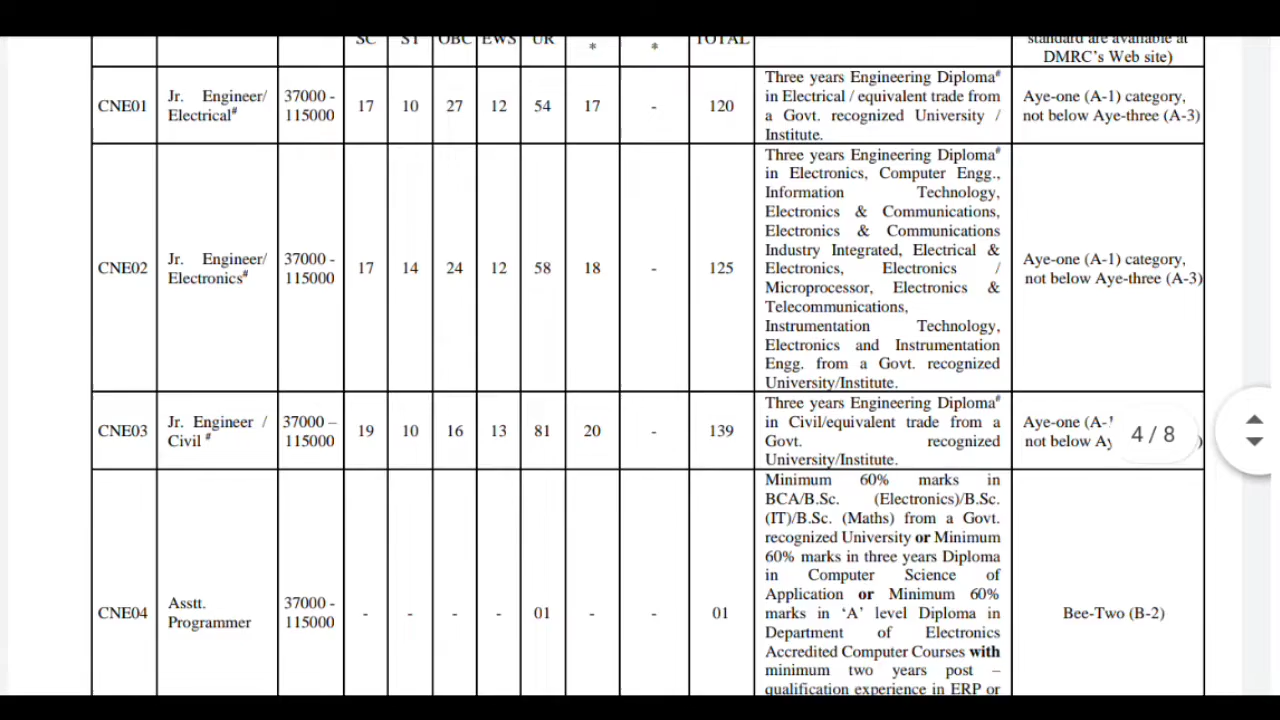 SC ST OBC EWS UR * * TOTAL standard are available at
DMRC's Web site)
CNE01 Jr. Engineer/ Electrical# 37000 - 115000 17 10 27 12 54 17 - 120 Three years Engineering Diploma#
in Electrical / equivalent trade from
a Govt. recognized University /
Institute.
Aye-one (A-1) category,
not below Aye-three (A-3)
CNE02 Jr. Engineer/ Electronics# 37000 - 115000 17 14 24 12 58 18 - 125 Three years Engineering Diploma#
in Electronics, Computer Engg.,
Information Technology,
Electronics & Communications,
Electronics & Communications
Industry Integrated, Electrical &
Electronics, Electronics /
Microprocessor, Electronics &
Telecommunications,
Instrumentation Technology,
Electronics and Instrumentation
Engg. from a Govt. recognized
University/Institute.
Aye-one (A-1) category,
not below Aye-three (A-3)
CNE03 Jr. Engineer / Civil # 37000 – 115000 19 10 16 13 81 20 - 139 Three years Engineering Diploma#
in Civil/equivalent trade from a
Govt. recognized
University/Institute.
Aye-one (A-
not below Ay
4 / 8
CNE04 Asstt. Programmer 37000 - 115000 - - - - 01 - - 01 Minimum 60% marks in
BCA/B.Sc. (Electronics)/B.Sc.
(IT)/B.Sc. (Maths) from a Govt.
recognized University or Minimum
60% marks in three years Diploma
in Computer Science of
Application or Minimum 60%
marks in 'A' level Diploma in
Department of Electronics
Accredited Computer Courses with
minimum two years post –
qualification experience in ERP or
Bee-Two (B-2)